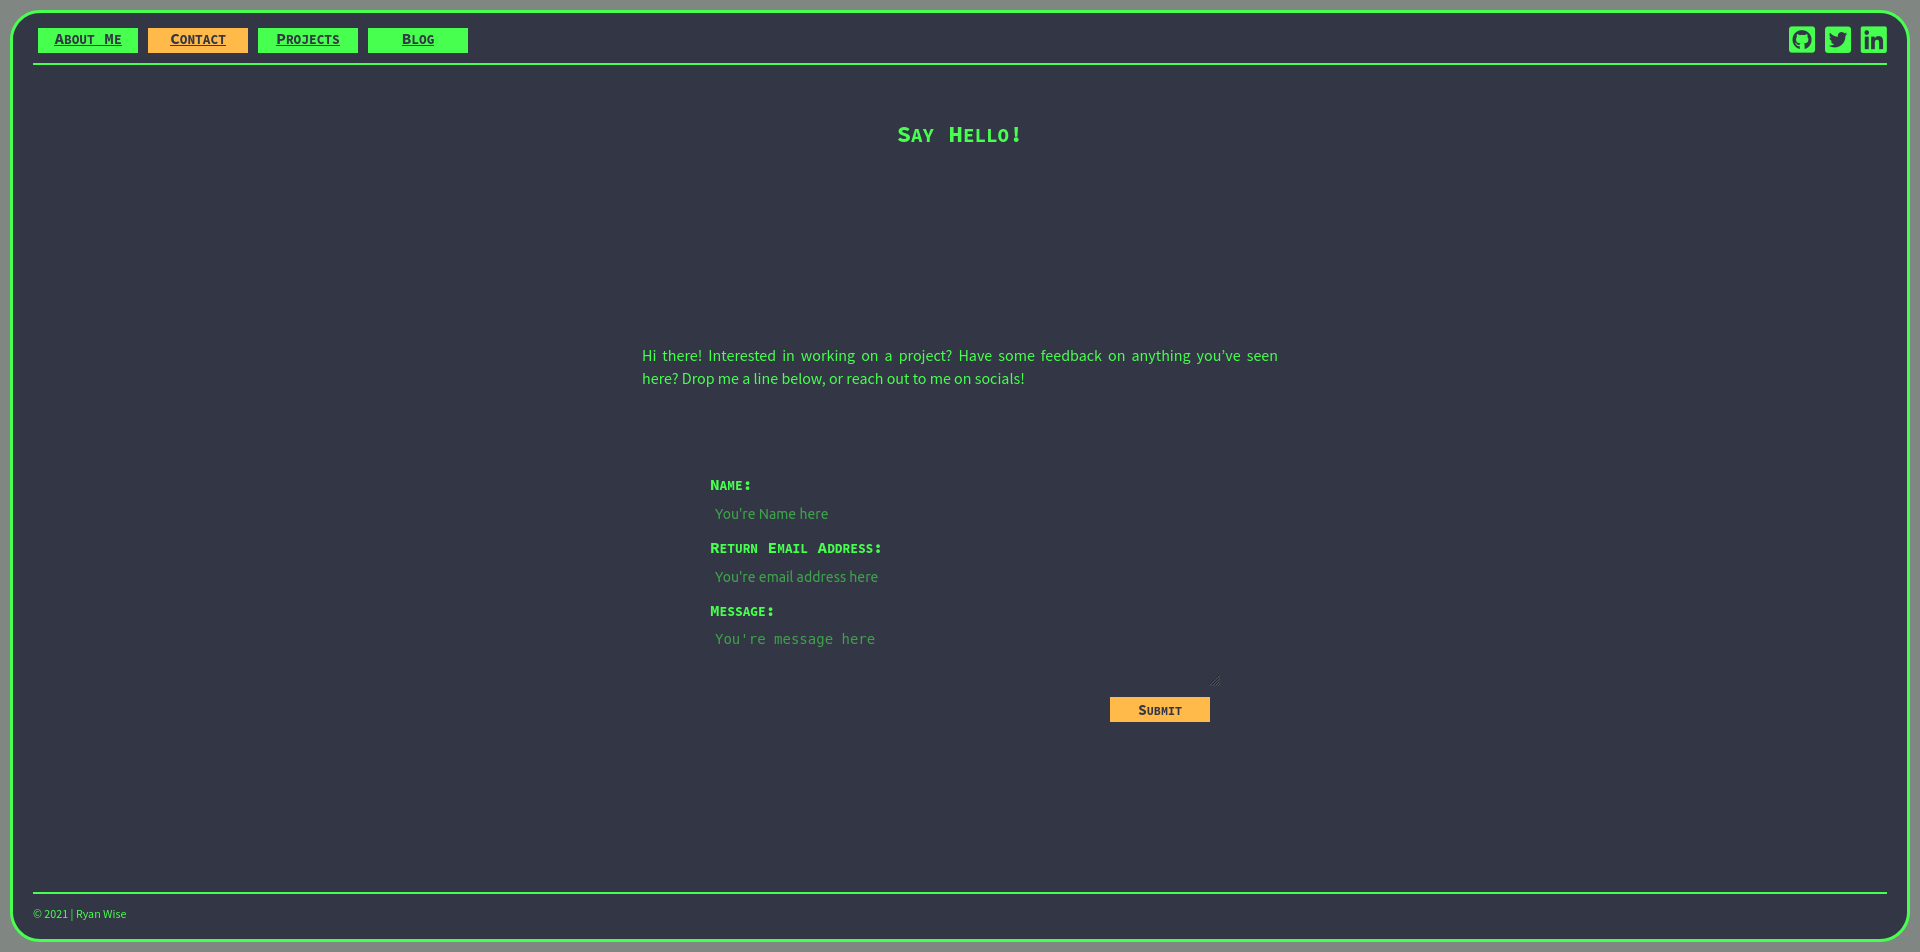 About Me
Contact
Projects
Blog
Say Hello!
Hi there! Interested in working on a project? Have some feedback on anything you've seen
here? Drop me a line below, or reach out to me on socials!
Name:
You're Name here
Return Email Address:
You're email address here
Message:
You're message here
Submit
© 2021 | Ryan Wise